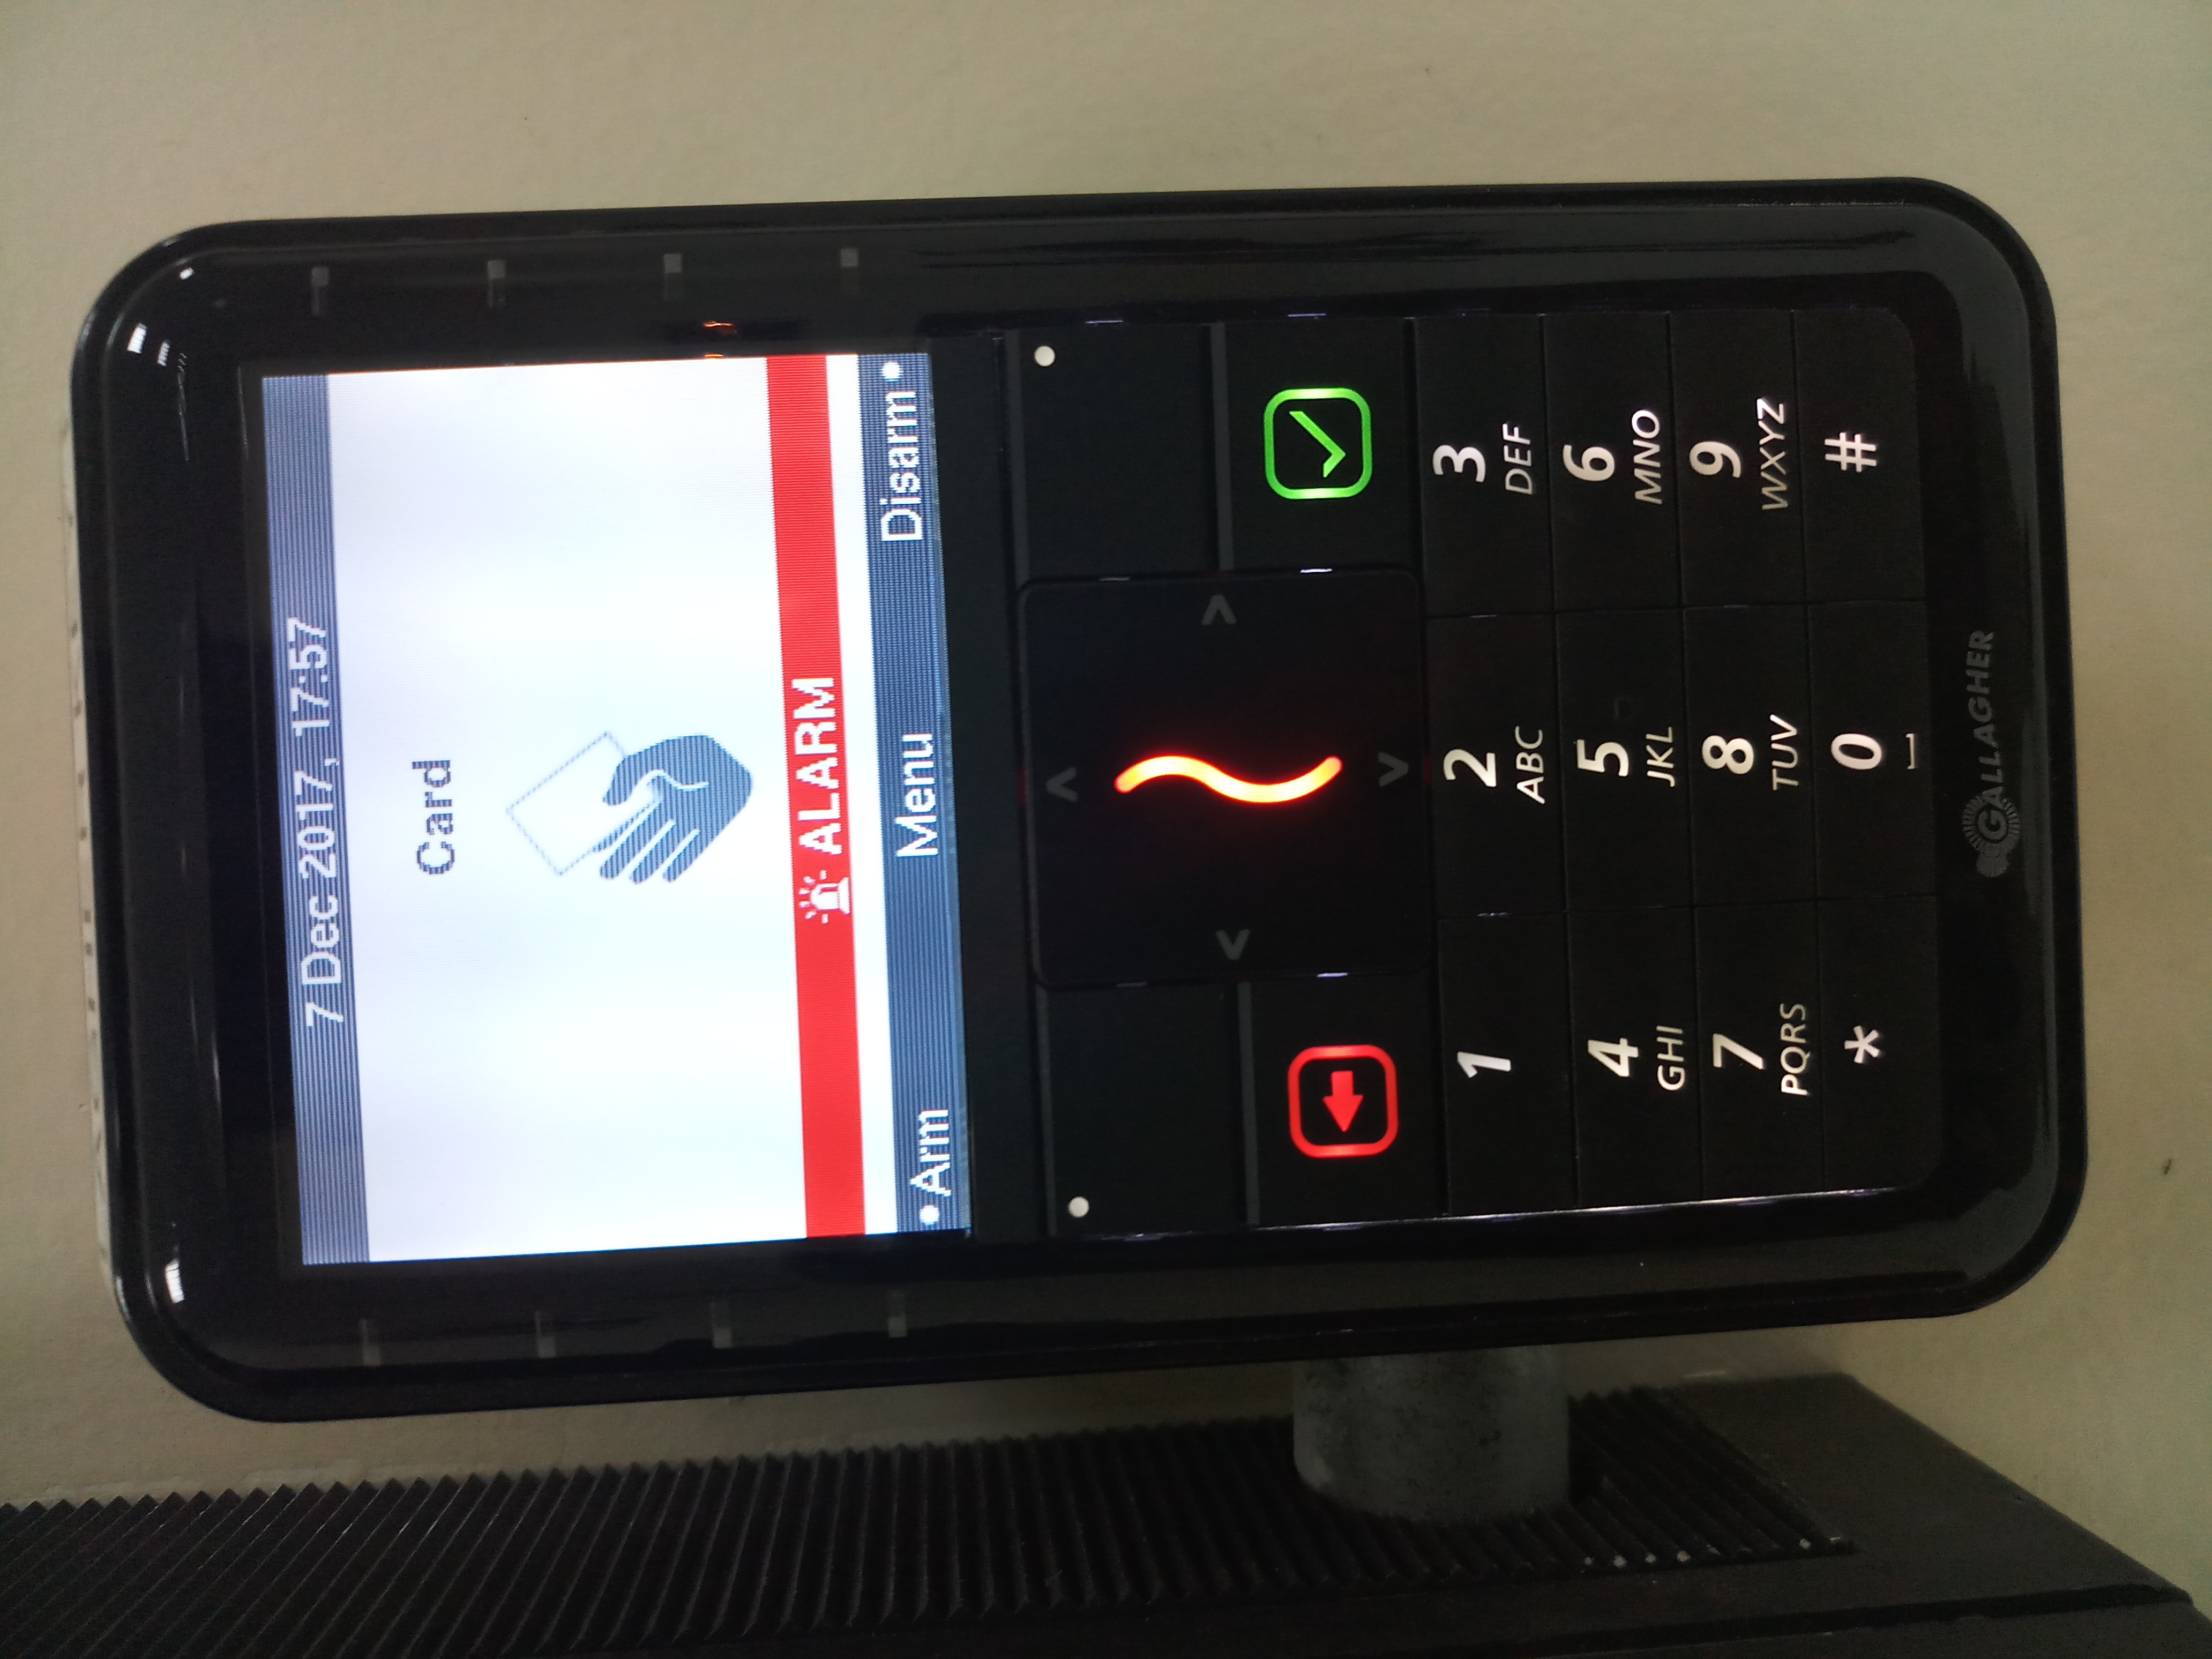 7 Dec 2017, 17:57
Card
ALARM
•Arm Menu Disarm•
1 2 3
ABC DEF
4 5 6
GHI JKL MNO
7 8 9
PQRS TUV WXYZ
* 0 #
GALLAGHER